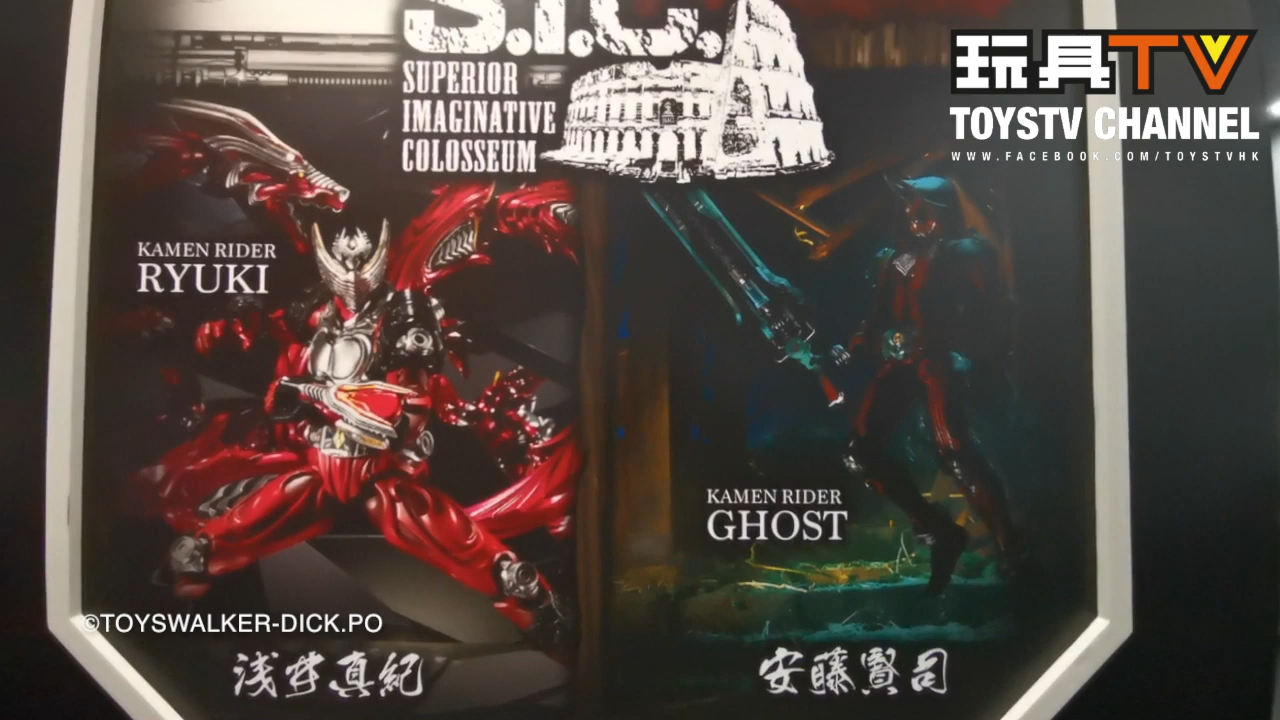 S.I.C.
SUPERIOR
IMAGINATIVE
COLOSSEUM
玩具TV
TOYSTV CHANNEL
WWW.FACEBOOK.COM/TOYSTVHK
KAMEN RIDER
RYUKI
KAMEN RIDER
GHOST
©TOYSWALKER-DICK.PO
浅井真紀
安藤賢司